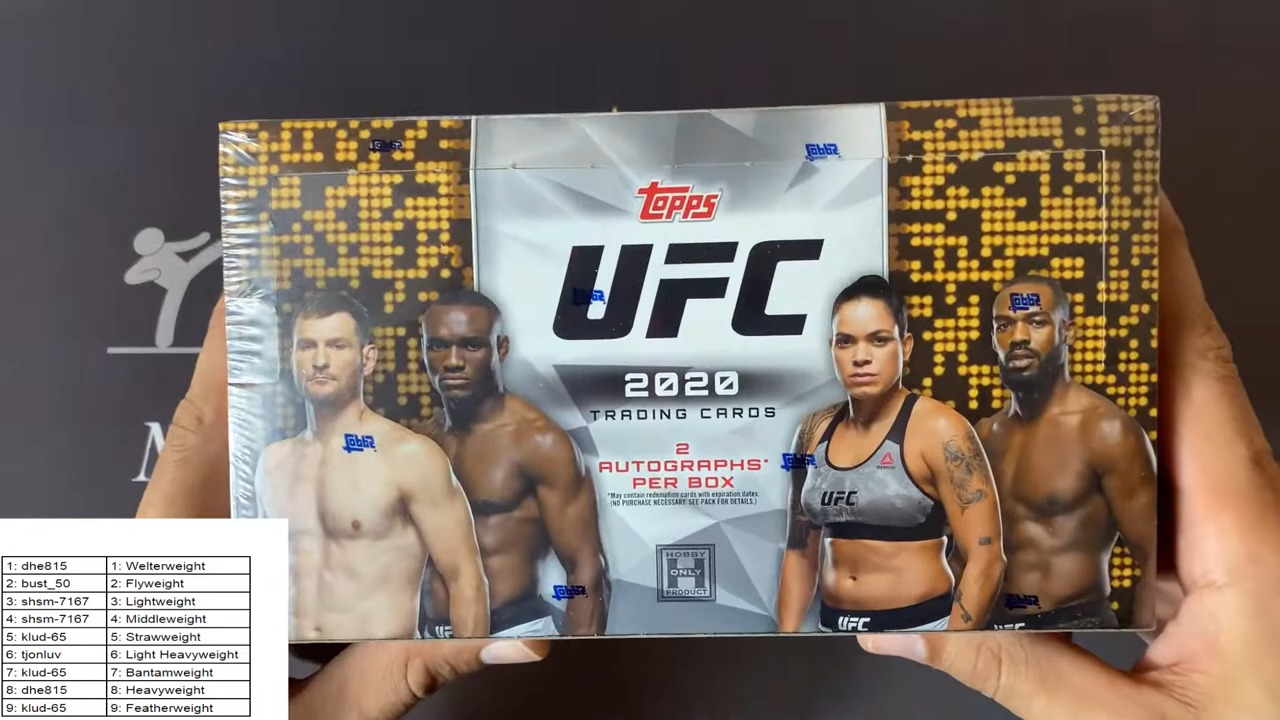 topps
UFC
2020
TRADING CARDS
2
AUTOGRAPHS*
PER BOX
*May contain redemption cards with expiration dates.
(NO PURCHASE NECESSARY. SEE PACK FOR DETAILS.)
HOBBY
ONLY
PRODUCT
UFC
UFC
1: dhe815 1: Welterweight
2: bust_50 2: Flyweight
3: shsm-7167 3: Lightweight
4: shsm-7167 4: Middleweight
5: klud-65 5: Strawweight
6: tjonluv 6: Light Heavyweight
7: klud-65 7: Bantamweight
8: dhe815 8: Heavyweight
9: klud-65 9: Featherweight